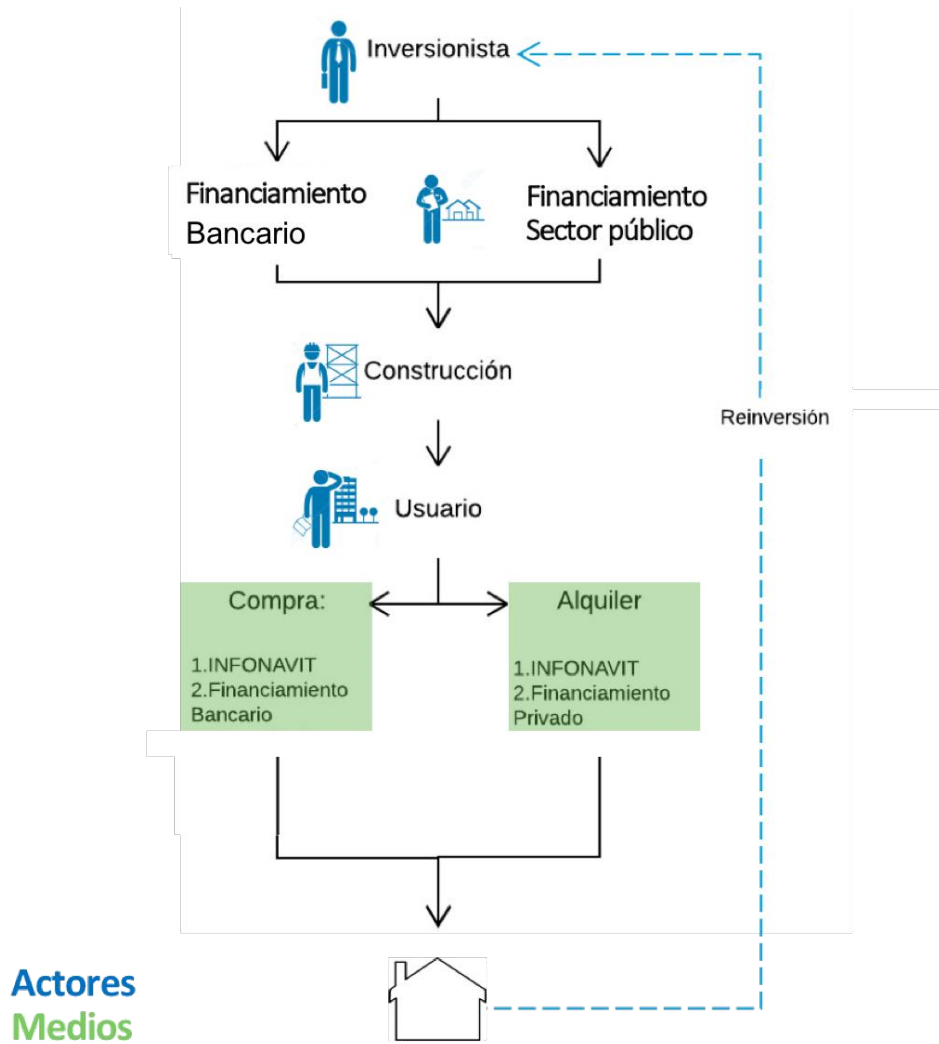 Inversionista
Financiamiento
Bancario
Financiamiento
Sector público
Construcción
Reinversión
Usuario
Compra:
1.INFONAVIT
2.Financiamiento
Bancario
Alquiler
1.INFONAVIT
2.Financiamiento
Privado
Actores
Medios